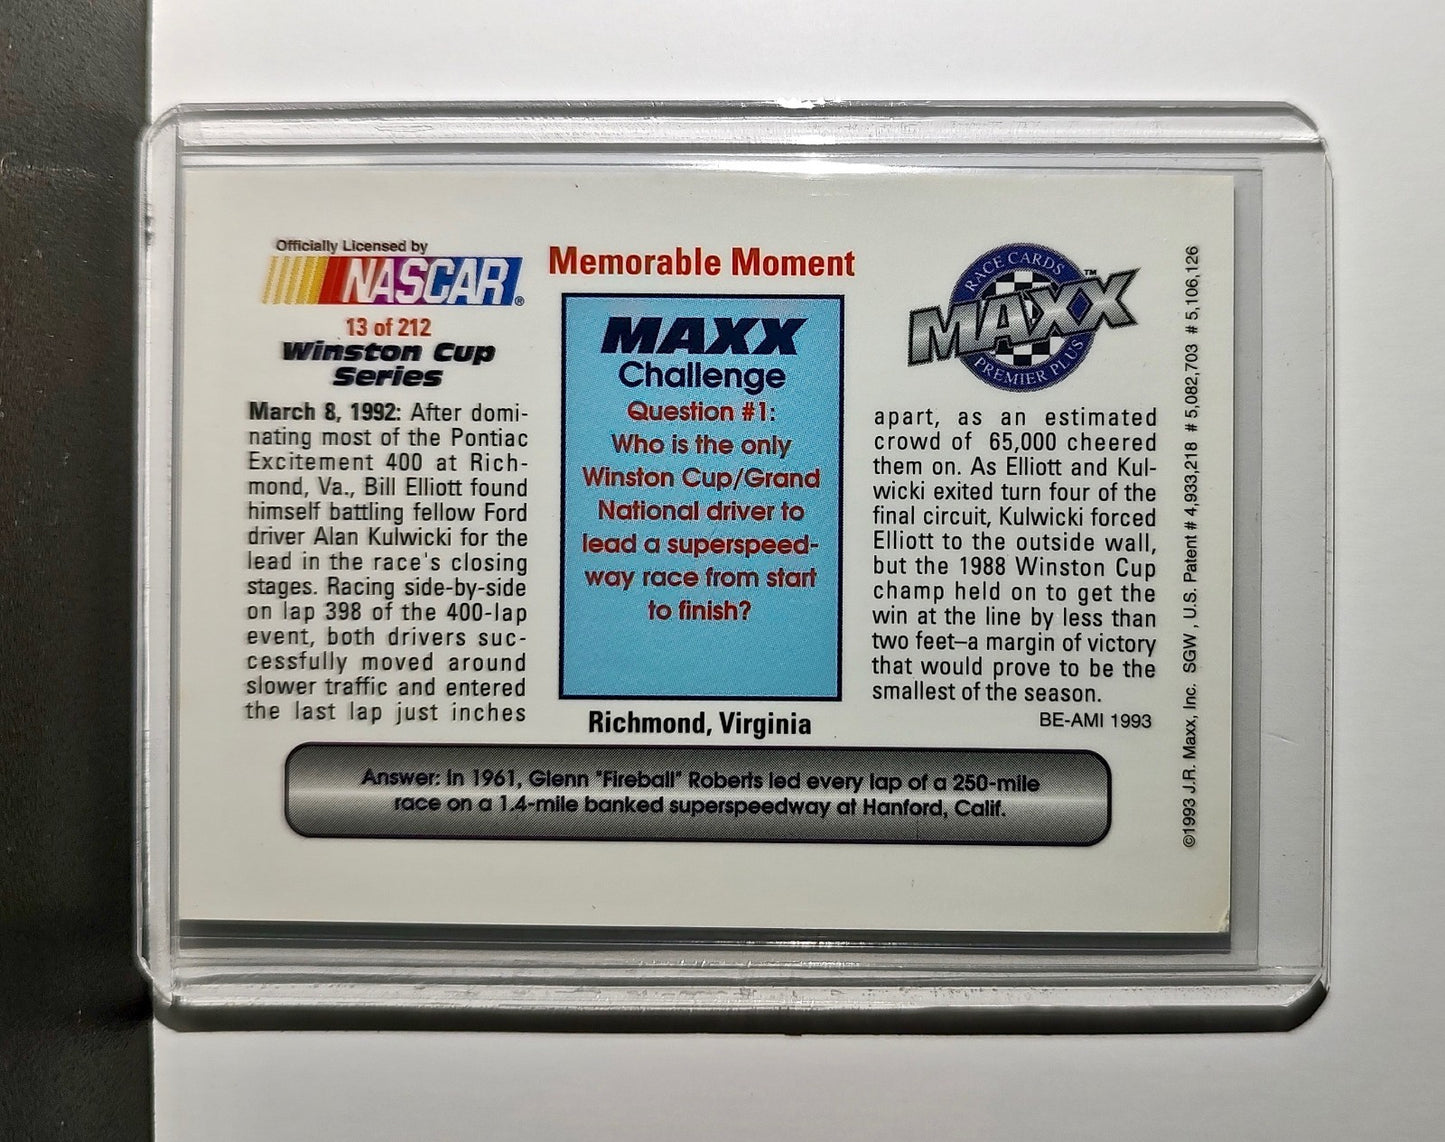 Officially Licensed by
NASCAR®
13 of 212
Winston Cup
Series
March 8, 1992: After domi-
nating most of the Pontiac
Excitement 400 at Rich-
mond, Va., Bill Elliott found
himself battling fellow Ford
driver Alan Kulwicki for the
lead in the race's closing
stages. Racing side-by-side
on lap 398 of the 400-lap
event, both drivers suc-
cessfully moved around
slower traffic and entered
the last lap just inches
Memorable Moment
MAXX
Challenge
Question #1:
Who is the only
Winston Cup/Grand
National driver to
lead a superspeed-
way race from start
to finish?
Richmond, Virginia
RACE CARDS
MAXX™
PREMIER PLUS
apart, as an estimated
crowd of 65,000 cheered
them on. As Elliott and Kul-
wicki exited turn four of the
final circuit, Kulwicki forced
Elliott to the outside wall,
but the 1988 Winston Cup
champ held on to get the
win at the line by less than
two feet–a margin of victory
that would prove to be the
smallest of the season.
BE-AMI 1993
Answer: In 1961, Glenn "Fireball" Roberts led every lap of a 250-mile
race on a 1.4-mile banked superspeedway at Hanford, Calif.
©1993 J.R. Maxx, Inc. SGW , U.S. Patent # 4,933,218 # 5,082,703 # 5,106,126